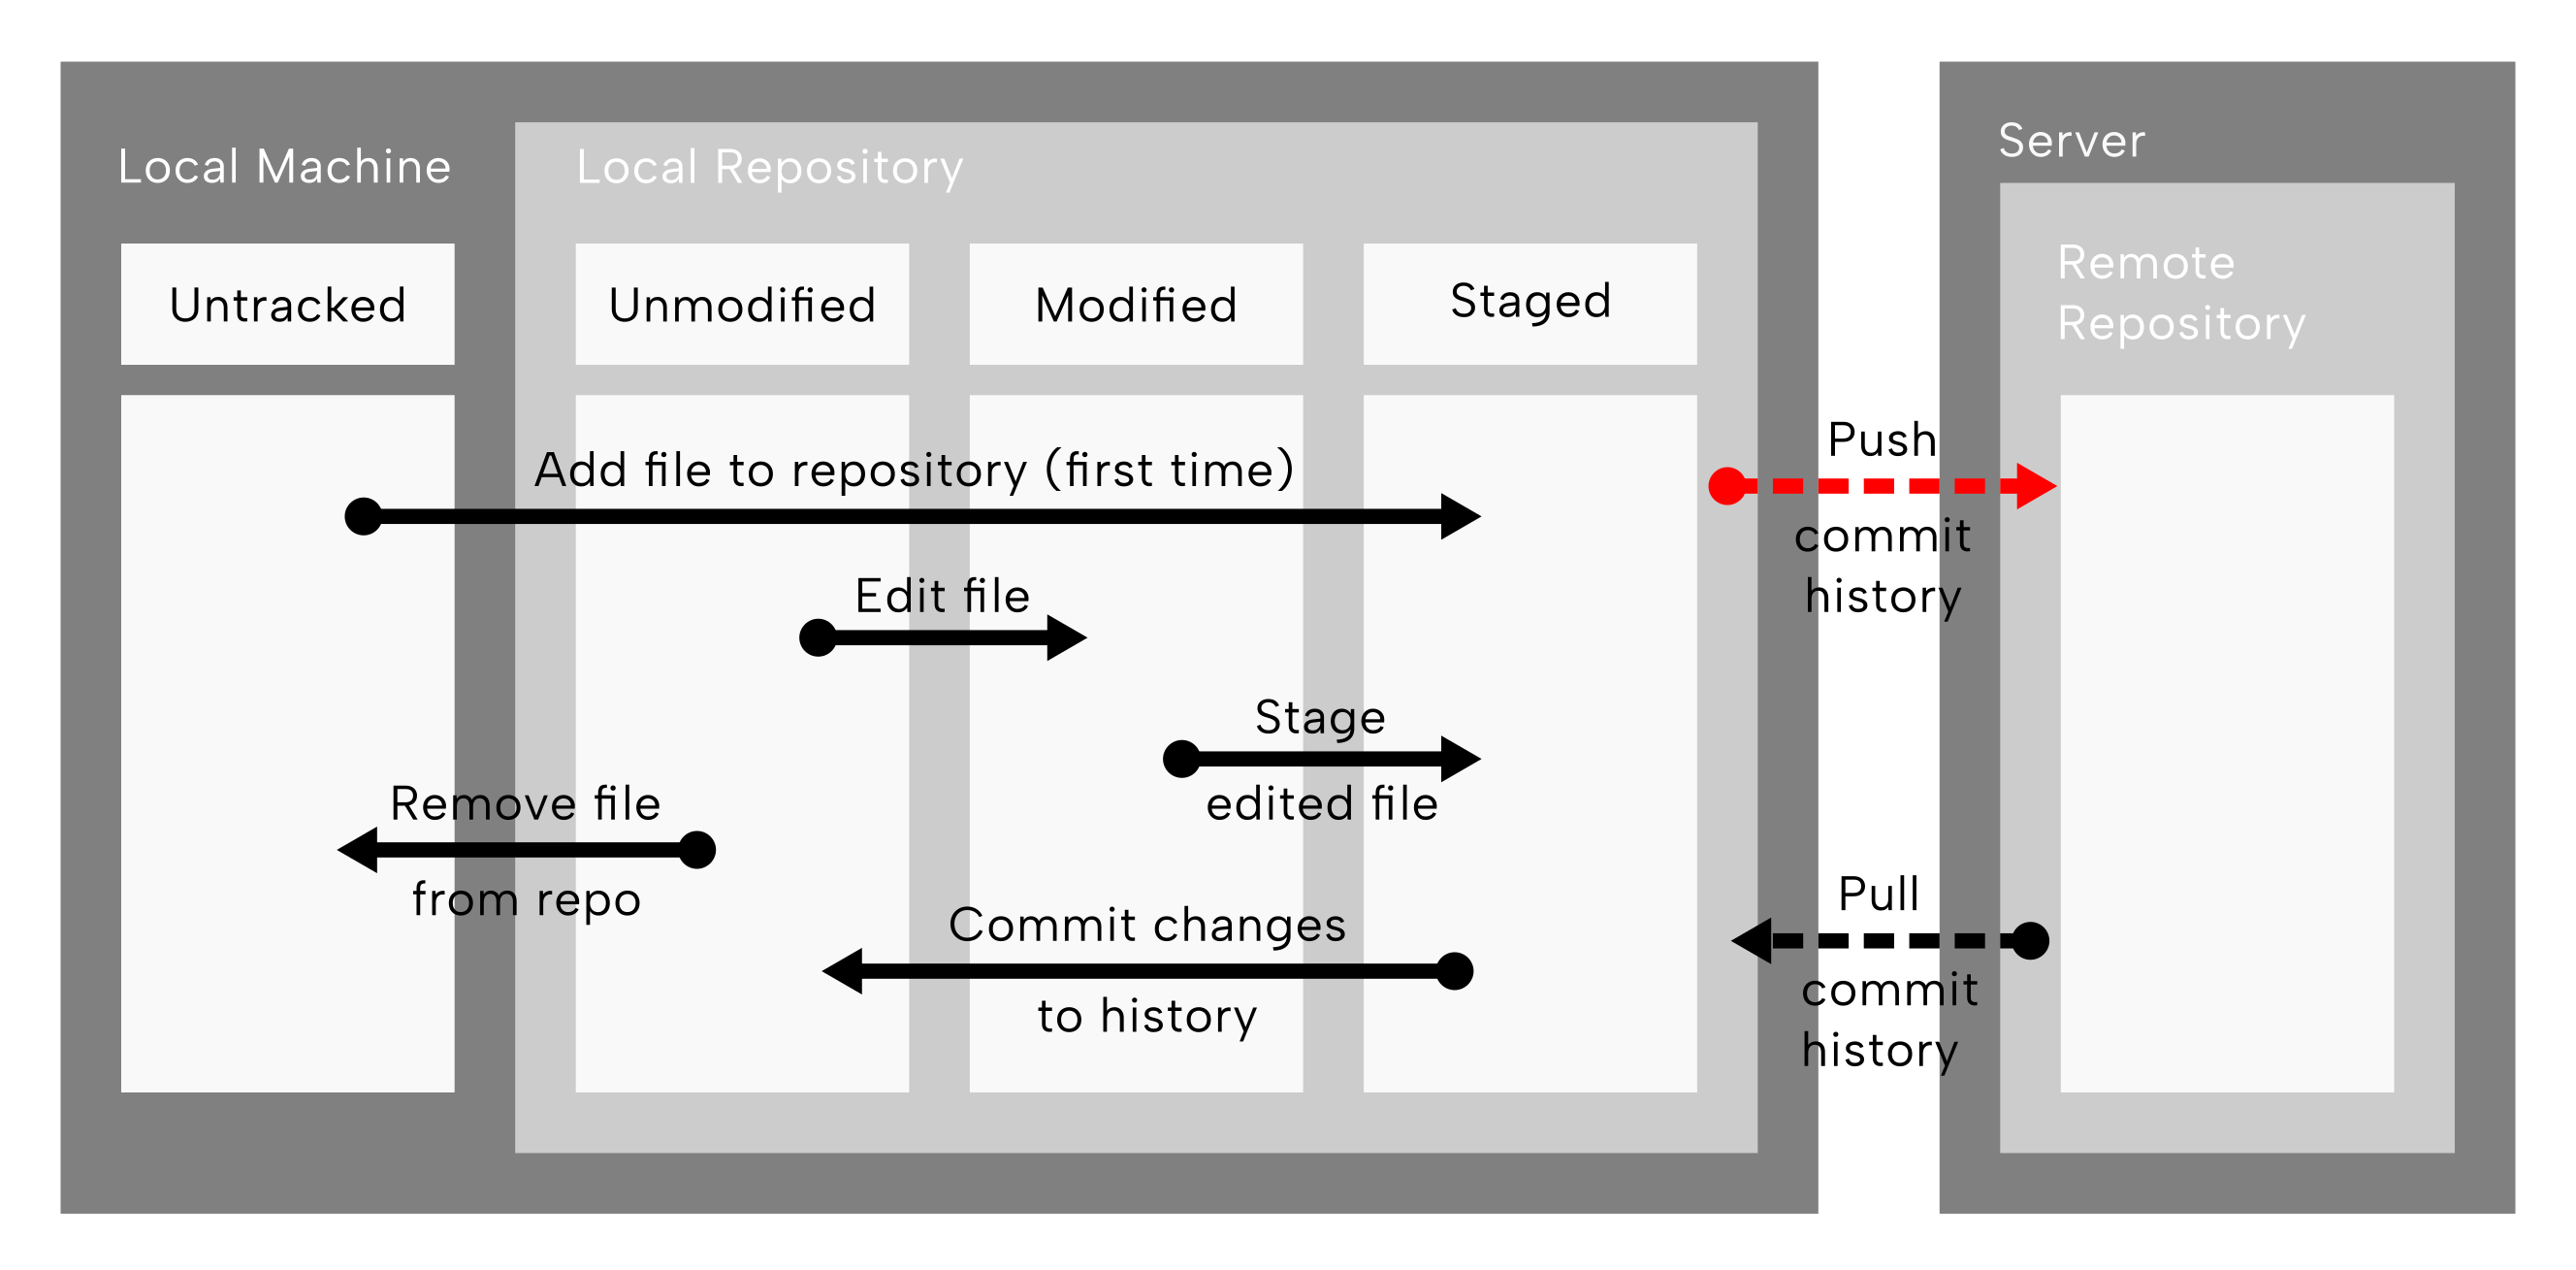 Local Machine
Local Repository
Server
Remote
Repository
Untracked
Unmodified
Modified
Staged
Add file to repository (first time)
Push
commit
history
Edit file
Stage
edited file
Remove file
from repo
Commit changes
to history
Pull
commit
history